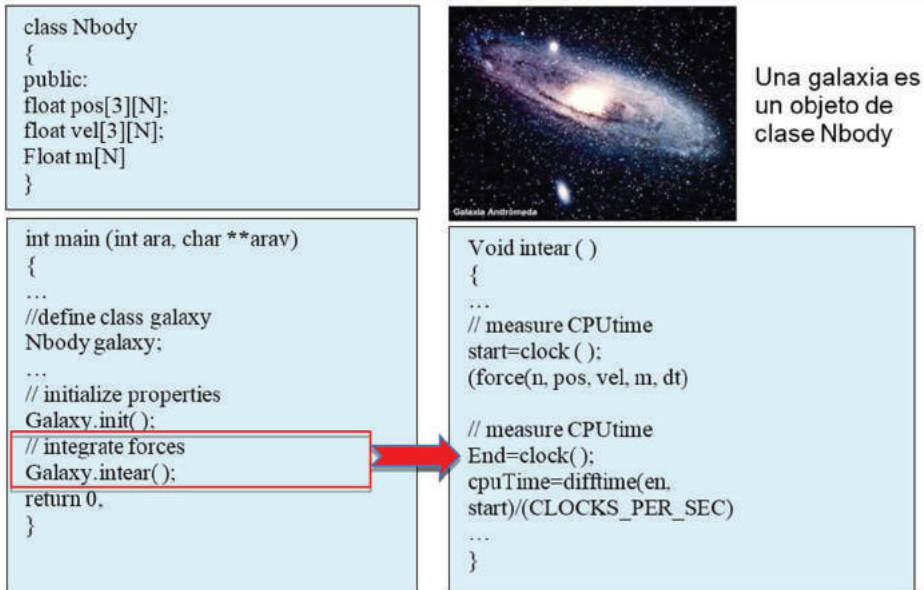 class Nbody
{
public:
float pos[3][N];
float vel[3][N];
Float m[N]
}
Galaxia Andrómeda
Una galaxia es
un objeto de
clase Nbody
int main (int ara, char **arav)
{
…
//define class galaxy
Nbody galaxy;
…
// initialize properties
Galaxy.init( );
// integrate forces
Galaxy.intear( );
return 0,
}
Void intear ( )
{
…
// measure CPUtime
start=clock ( );
(force(n, pos, vel, m, dt)
// measure CPUtime
End=clock( );
cpuTime=difftime(en,
start)/(CLOCKS_PER_SEC)
…
}